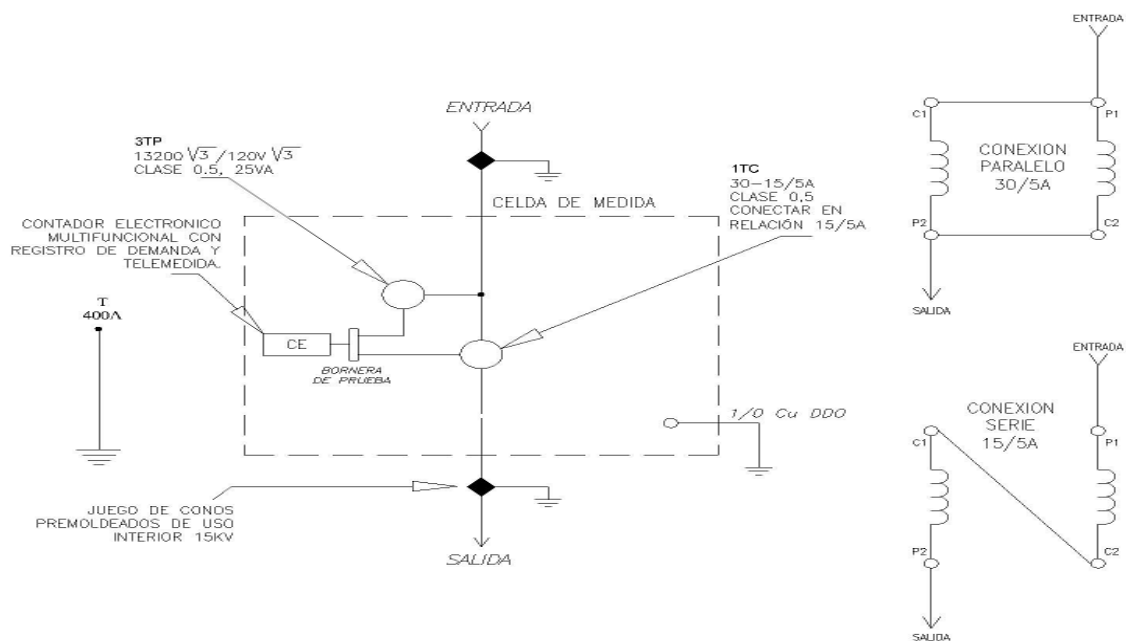 ENTRADA
3TP
13200 √3 /120V √3
CLASE 0.5, 25VA
CELDA DE MEDIDA
1TC
30-15/5A
CLASE 0,5
CONECTAR EN
RELACIÓN 15/5A
CONTADOR ELECTRONICO
MULTIFUNCIONAL CON
REGISTRO DE DEMANDA Y
TELEMEDIDA.
T
400A
CE
BORNERA
DE PRUEBA
1/0 Cu DDO
JUEGO DE CONOS
PREMOLDEADOS DE USO
INTERIOR 15KV
SALIDA
ENTRADA
C1
P1
CONEXION
PARALELO
30/5A
P2
C2
SALIDA
ENTRADA
CONEXION
SERIE
15/5A
C1
P1
P2
C2
SALIDA